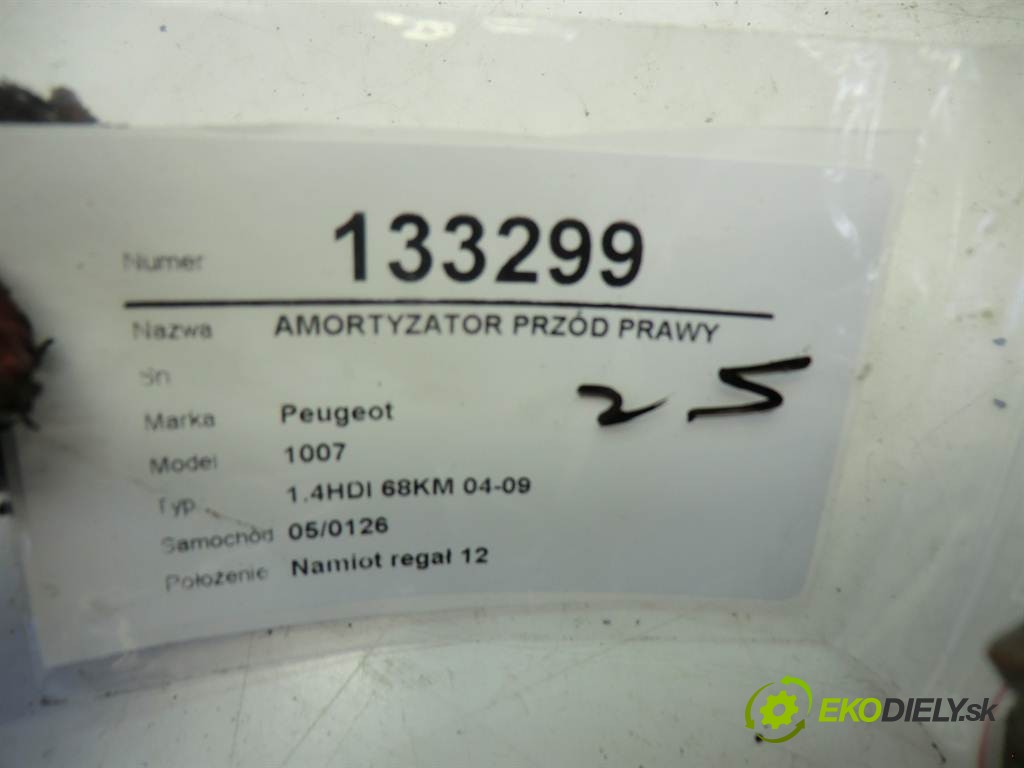 Numer 133299
Nazwa AMORTYZATOR PRZÓD PRAWY
Sn
25
Marka Peugeot
Model 1007
Typ 1.4HDI 68KM 04-09
Samochód 05/0126
Położenie Namiot regał 12
EKODIELY.sk